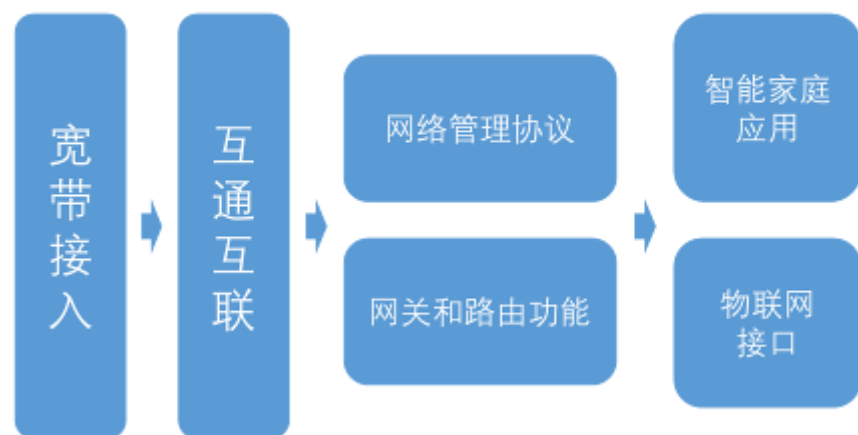 宽带接入
互通互联
网络管理协议
网关和路由功能
智能家庭
应用
物联网
接口